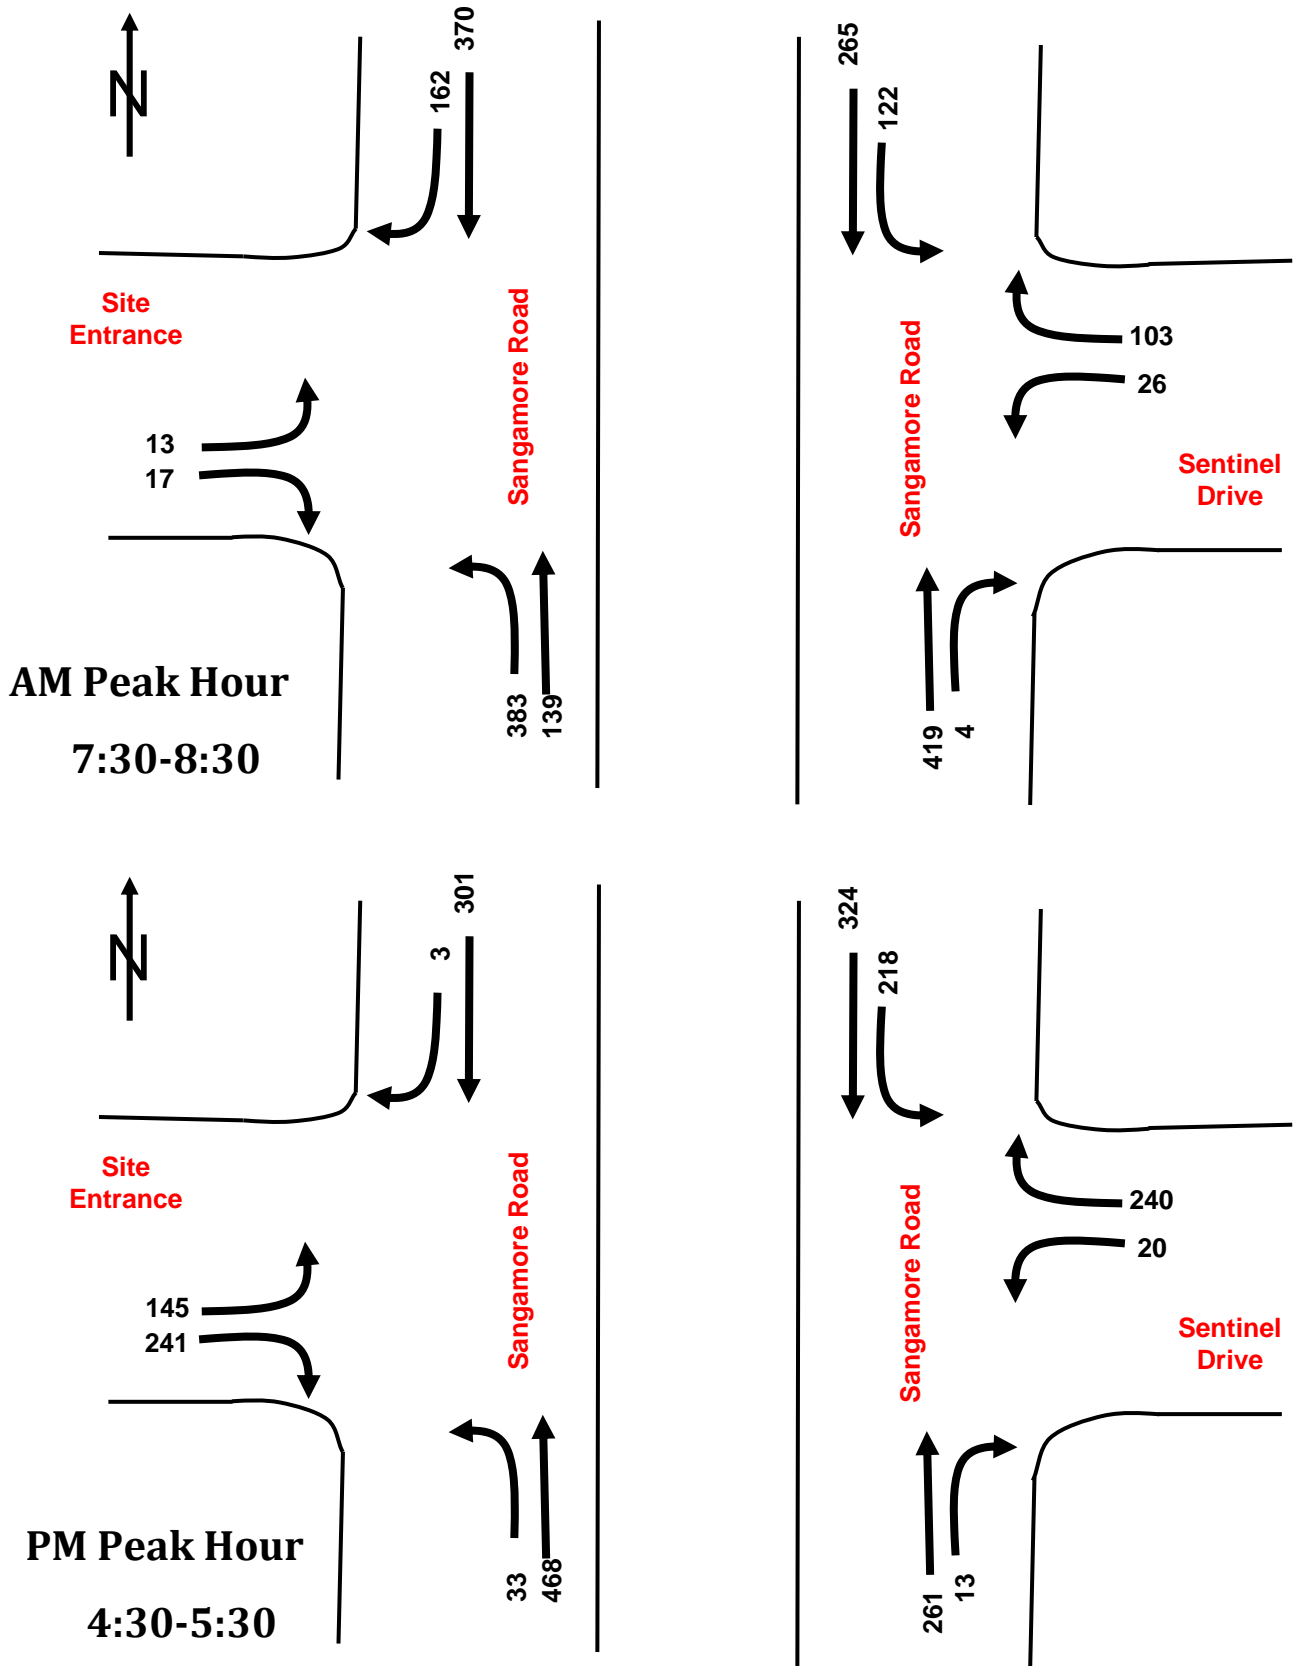 N
370
162
265
122
Site
Entrance
Sangamore Road
13
17
383
139
Sangamore Road
103
26
Sentinel
Drive
419
4
AM Peak Hour
7:30-8:30
N
301
3
324
218
Site
Entrance
Sangamore Road
145
241
33
468
Sangamore Road
240
20
Sentinel
Drive
261
13
PM Peak Hour
4:30-5:30